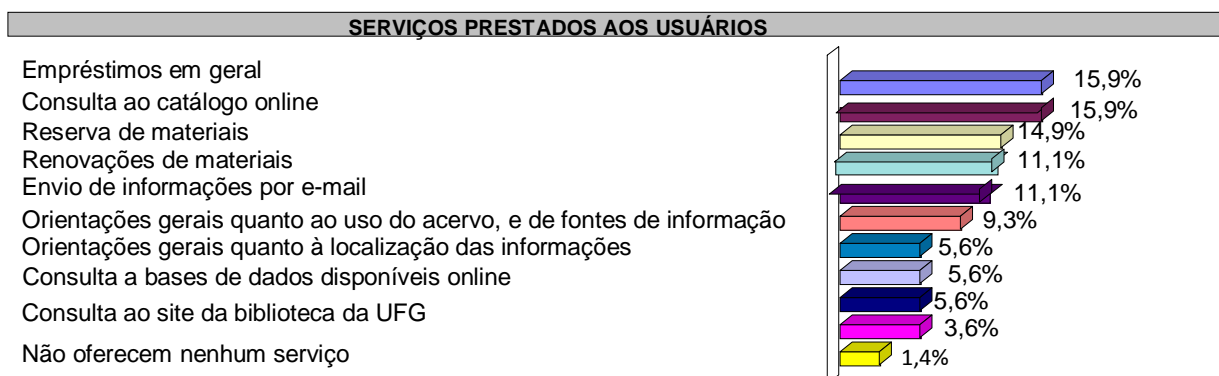 SERVIÇOS PRESTADOS AOS USUÁRIOS
Empréstimos em geral
15,9%
Consulta ao catálogo online
15,9%
Reserva de materiais
14,9%
Renovações de materiais
11,1%
Envio de informações por e-mail
11,1%
Orientações gerais quanto ao uso do acervo, e de fontes de informação
9,3%
Orientações gerais quanto à localização das informações
5,6%
Consulta a bases de dados disponíveis online
5,6%
Consulta ao site da biblioteca da UFG
5,6%
3,6%
Não oferecem nenhum serviço
1,4%